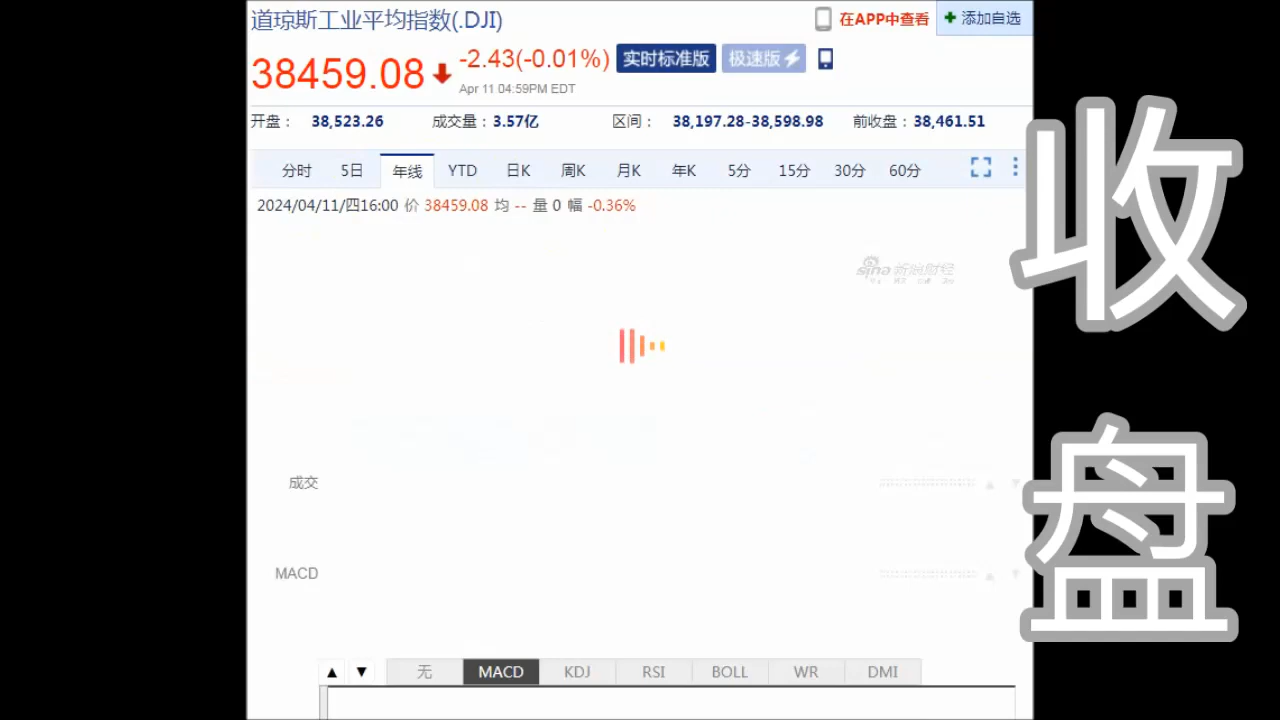 道琼斯工业平均指数(.DJI)
在APP中查看
添加自选
38459.08
-2.43(-0.01%)
实时标准版
极速版
Apr 11 04:59PM EDT
开盘： 38,523.26 成交量：3.57亿 区间： 38,197.28-38,598.98 前收盘：38,461.51
分时 5日 年线 YTD 日K 周K 月K 年K 5分 15分 30分 60分
2024/04/11/四16:00 价 38459.08 均 -- 量 0 幅 -0.36%
sina 新浪财经
成交
MACD
▲ ▼ 无 MACD KDJ RSI BOLL WR DMI
收
盘